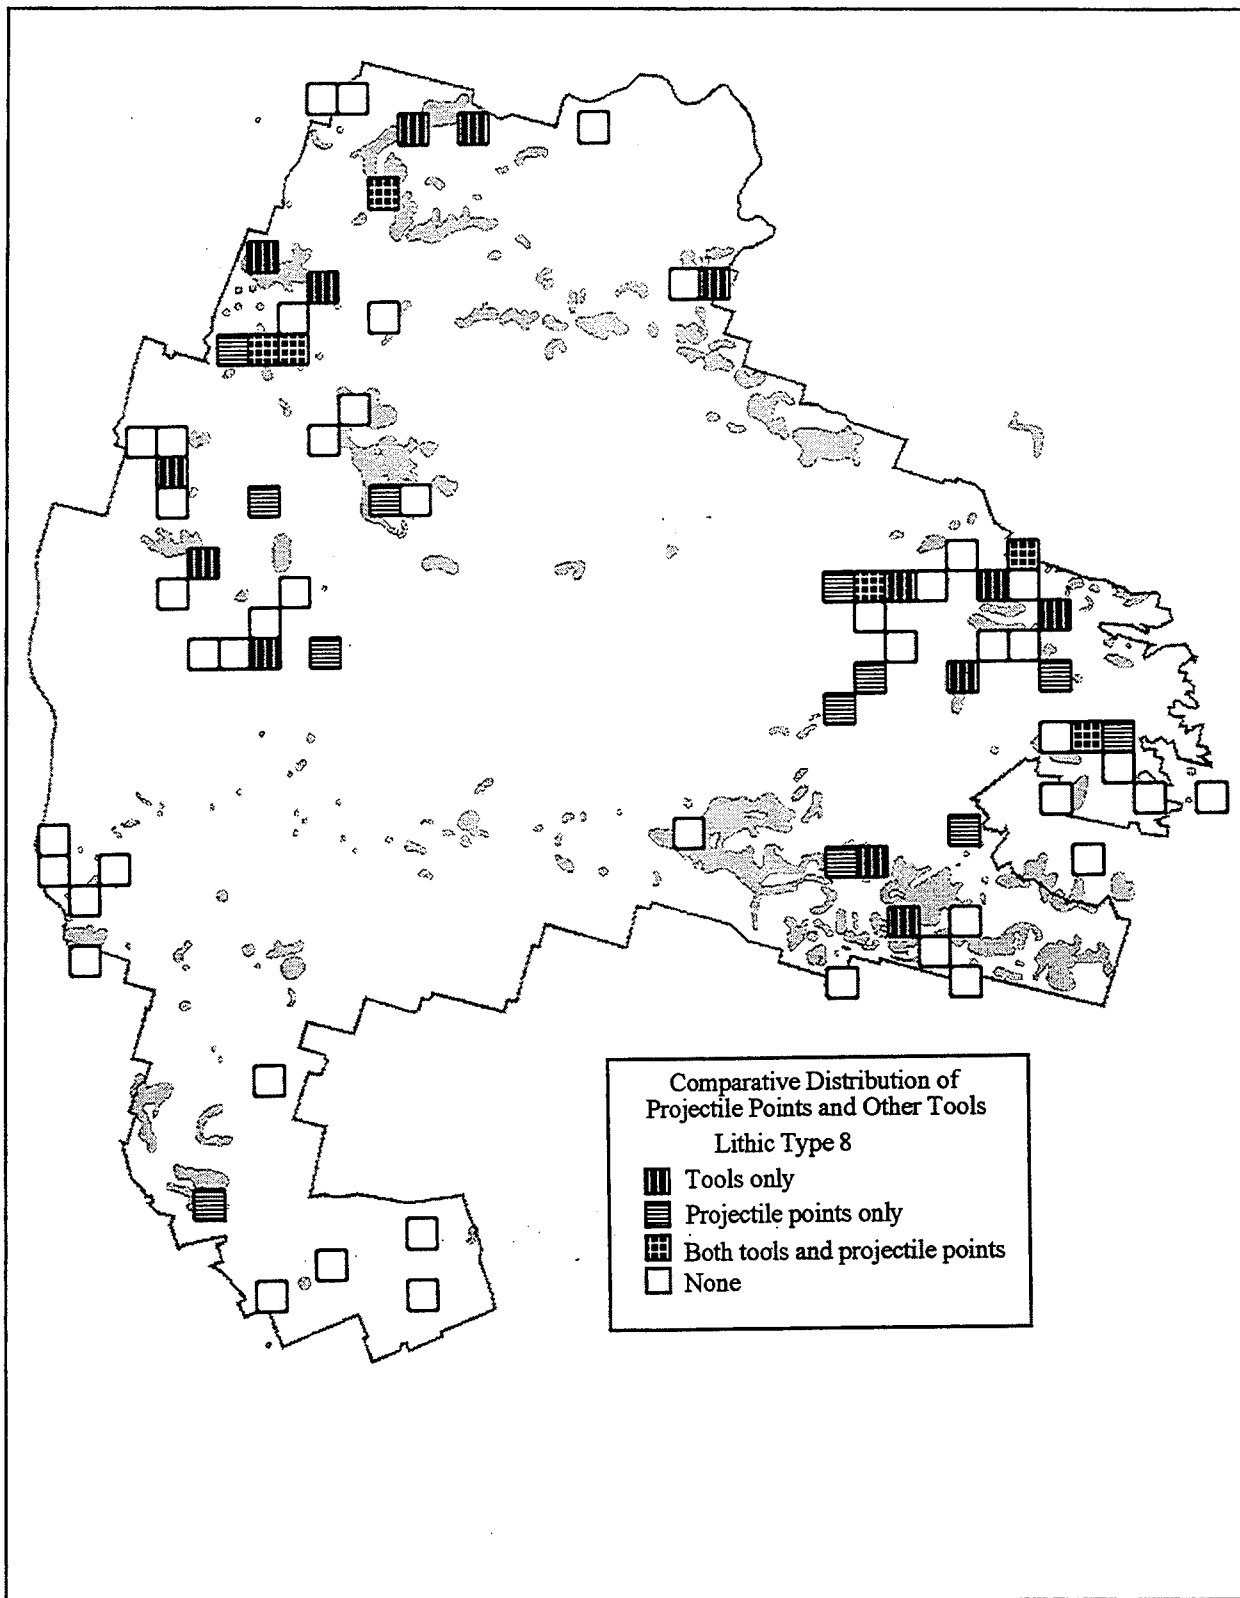 Comparative Distribution of
Projectile Points and Other Tools
Lithic Type 8
Tools only
Projectile points only
Both tools and projectile points
None